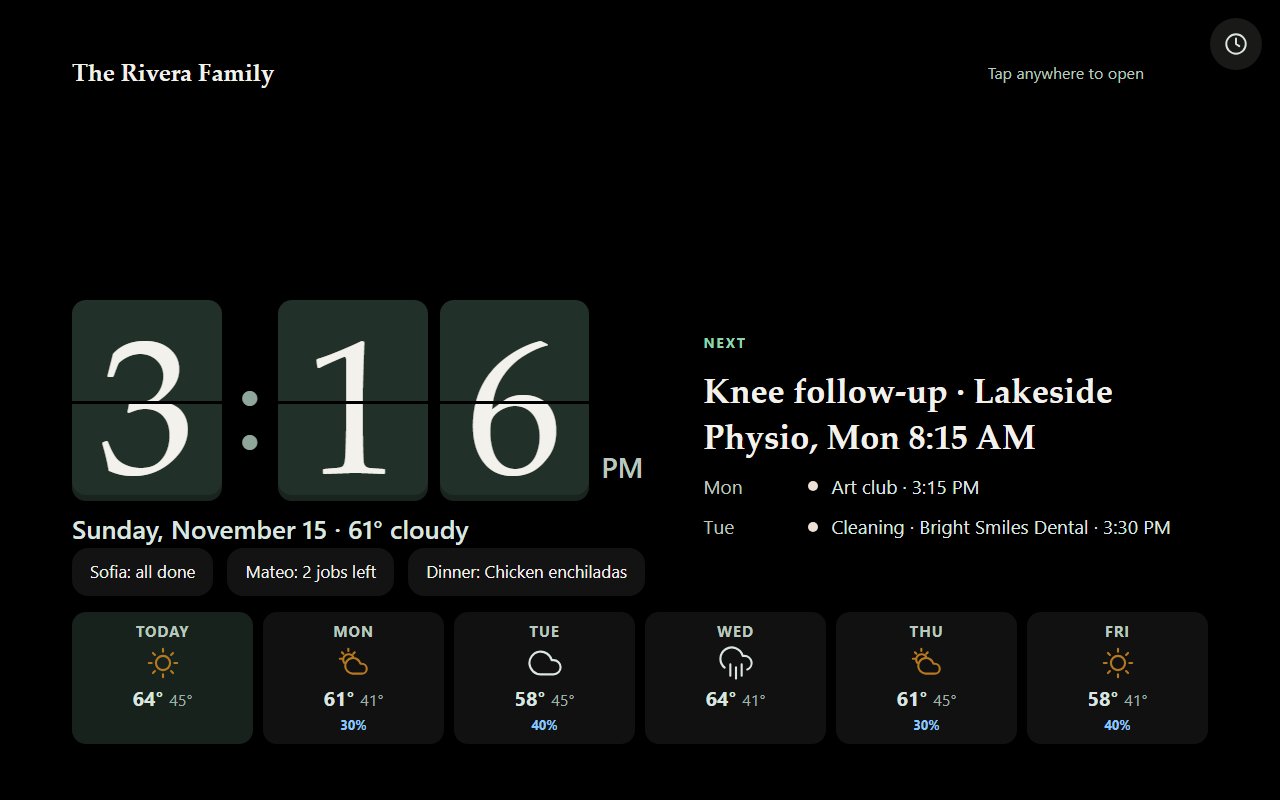 The Rivera Family
Tap anywhere to open
3:16 PM
Sunday, November 15 · 61° cloudy
Sofia: all done
Mateo: 2 jobs left
Dinner: Chicken enchiladas
NEXT
Knee follow-up · Lakeside
Physio, Mon 8:15 AM
Mon Art club · 3:15 PM
Tue Cleaning · Bright Smiles Dental · 3:30 PM
TODAY
64° 45°
MON
61° 41°
30%
TUE
58° 45°
40%
WED
64° 41°
THU
61° 45°
30%
FRI
58° 41°
40%